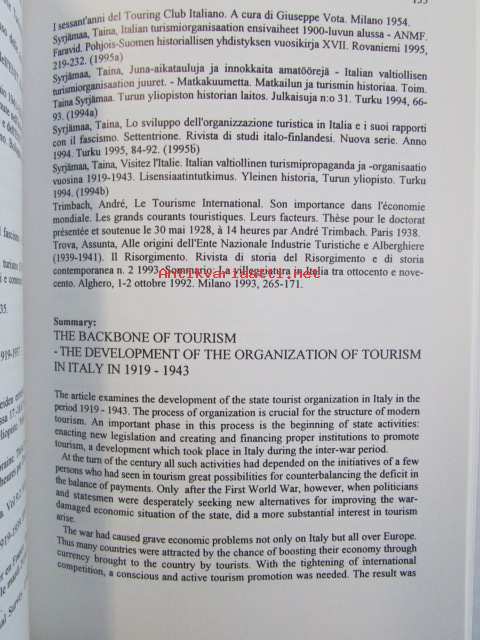 155
I sessant'anni del Touring Club Italiano. A cura di Giuseppe Vota. Milano 1954.
Syrjämaa, Taina, Italian turismiorganisaation ensivaiheet 1900-luvun alussa - ANMF.
Faravid. Pohjois-Suomen historiallisen yhdistyksen vuosikirja XVII. Rovaniemi 1995,
219-232. (1995a)
Syrjämaa, Taina, Juna-aikatauluja ja innokkaita amatöörejä - Italian valtiollisen
turismiorganisaation juuret. - Matkakuumetta. Matkailun ja turismin historiaa. Toim.
Taina Syrjämaa. Turun yliopiston historian laitos. Julkaisuja n:o 31. Turku 1994, 66-
93. (1994a)
Syrjämaa, Taina, Lo sviluppo dell'organizzazione turistica in Italia e i suoi rapporti
con il fascismo. Settentrione. Rivista di studi italo-finlandesi. Nuova serie. Anno
1994. Turku 1995, 84-92. (1995b)
Syrjämaa, Taina, Visitez l'Italie. Italian valtiollinen turismipropaganda ja -organisaatio
vuosina 1919-1943. Lisensiaatintutkimus. Yleinen historia, Turun yliopisto. Turku
1994. (1994b)
Trimbach, André, Le Tourisme International. Son importance dans l'économie
mondiale. Les grands courants touristiques. Leurs facteurs. Thèse pour le doctorat
présentée et soutenue le 30 mai 1928, à 14 heures par André Trimbach. Paris 1938.
Trova, Assunta, Alle origini dell'Ente Nazionale Industrie Turistiche e Alberghiere
(1939-1941). Il Risorgimento. Rivista di storia del Risorgimento e di storia
contemporanea n. 2 1993. Sommario: La villeggiatura in Italia tra ottocento e nove-
cento. Alghero, 1-2 ottobre 1992. Milano 1993, 265-171.
Antikvariaatti.net
Summary:
THE BACKBONE OF TOURISM
- THE DEVELOPMENT OF THE ORGANIZATION OF TOURISM
IN ITALY IN 1919 - 1943
The article examines the development of the state tourist organization in Italy in the
period 1919 - 1943. The process of organization is crucial for the structure of modern
tourism. An important phase in this process is the beginning of state activities:
enacting new legislation and creating and financing proper institutions to promote
tourism, a development which took place in Italy during the inter-war period.
At the turn of the century all such activities had depended on the initiatives of a few
persons who had seen in tourism great possibilities for counterbalancing the deficit in
the balance of payments. Only after the First World War, however, when politicians
and statesmen were desperately seeking new alternatives for improving the war-
damaged economic situation of the state, did a more substantial interest in tourism
arise.
The war had caused grave economic problems not only on Italy but all over Europe.
Thus many countries were attracted by the chance of boosting their economy through
currency brought to the country by tourists. With the tightening of international
competition, a conscious and active tourism promotion was needed. The result was